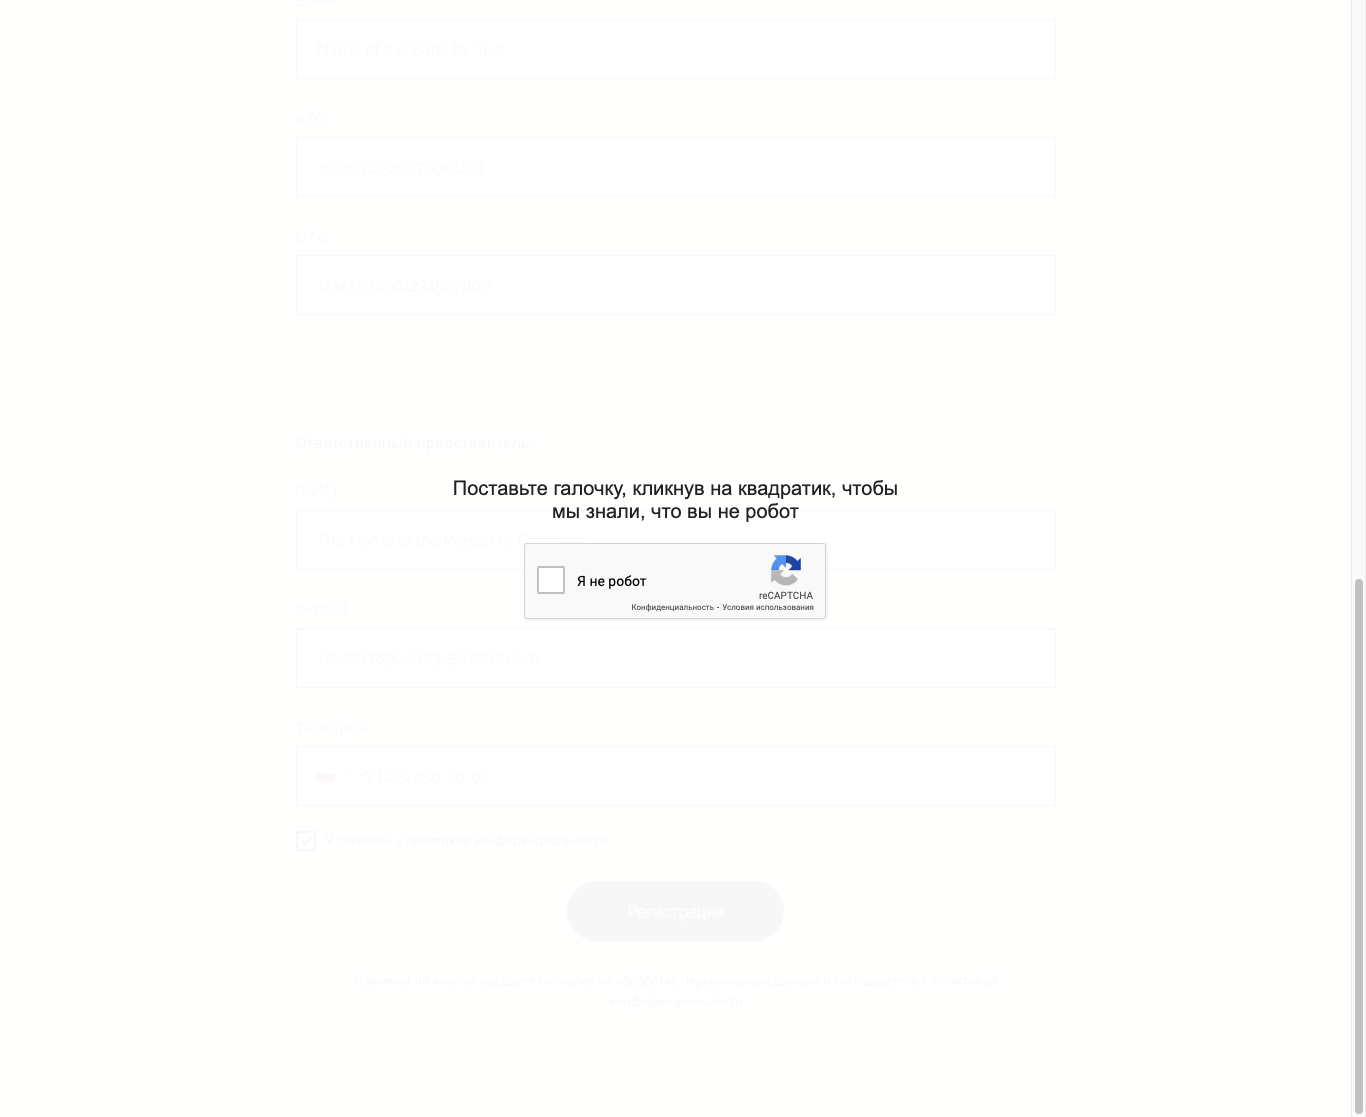 Name of the Bank for Test
к/с
30130112345678901234
р/с
12345678901234567890
Ответственный представитель:
ФИО
Поставьте галочку, кликнув на квадратик, чтобы
мы знали, что вы не робот
The Name of the Person of Company
Я не робот
reCAPTCHA
Конфиденциальность - Условия использования
e-mail
1234567890@1234567890.com
телефон
+7 (123) 456-78-90
Я согласен с политикой конфиденциальности
Регистрация
Нажимая на кнопку, вы даете согласие на обработку персональных данных и соглашаетесь c политикой
конфиденциальности